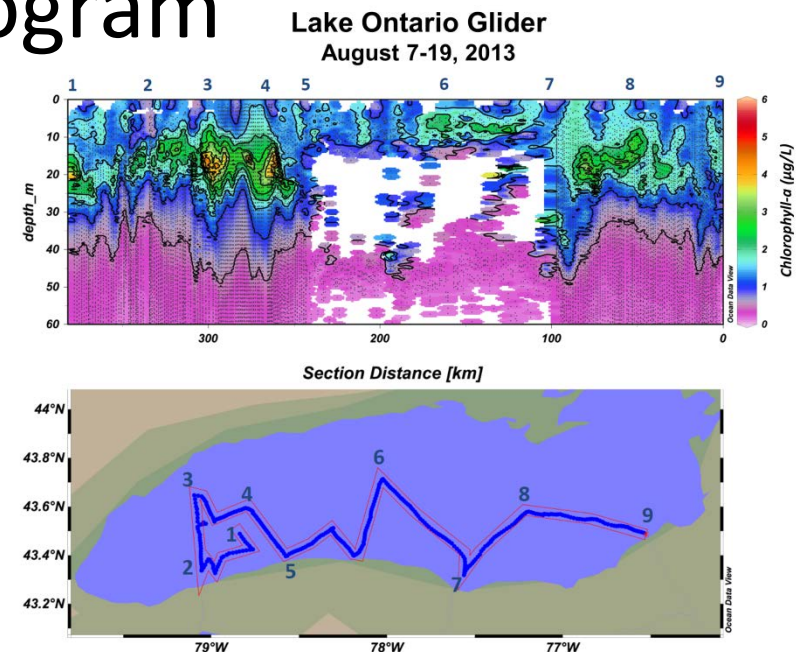 ogram
Lake Ontario Glider
August 7-19, 2013
1 2 3 4 5 6 7 8 9
0
10
20
30
40
50
60
depth_m
300 200 100 0
Section Distance [km]
6
5
4
3
2
1
0
Chlorophyll-a (µg/L)
Ocean Data View
44°N
43.8°N
43.6°N
43.4°N
43.2°N
6
3
4
8
1
9
2
5
7
79°W 78°W 77°W
Ocean Data View